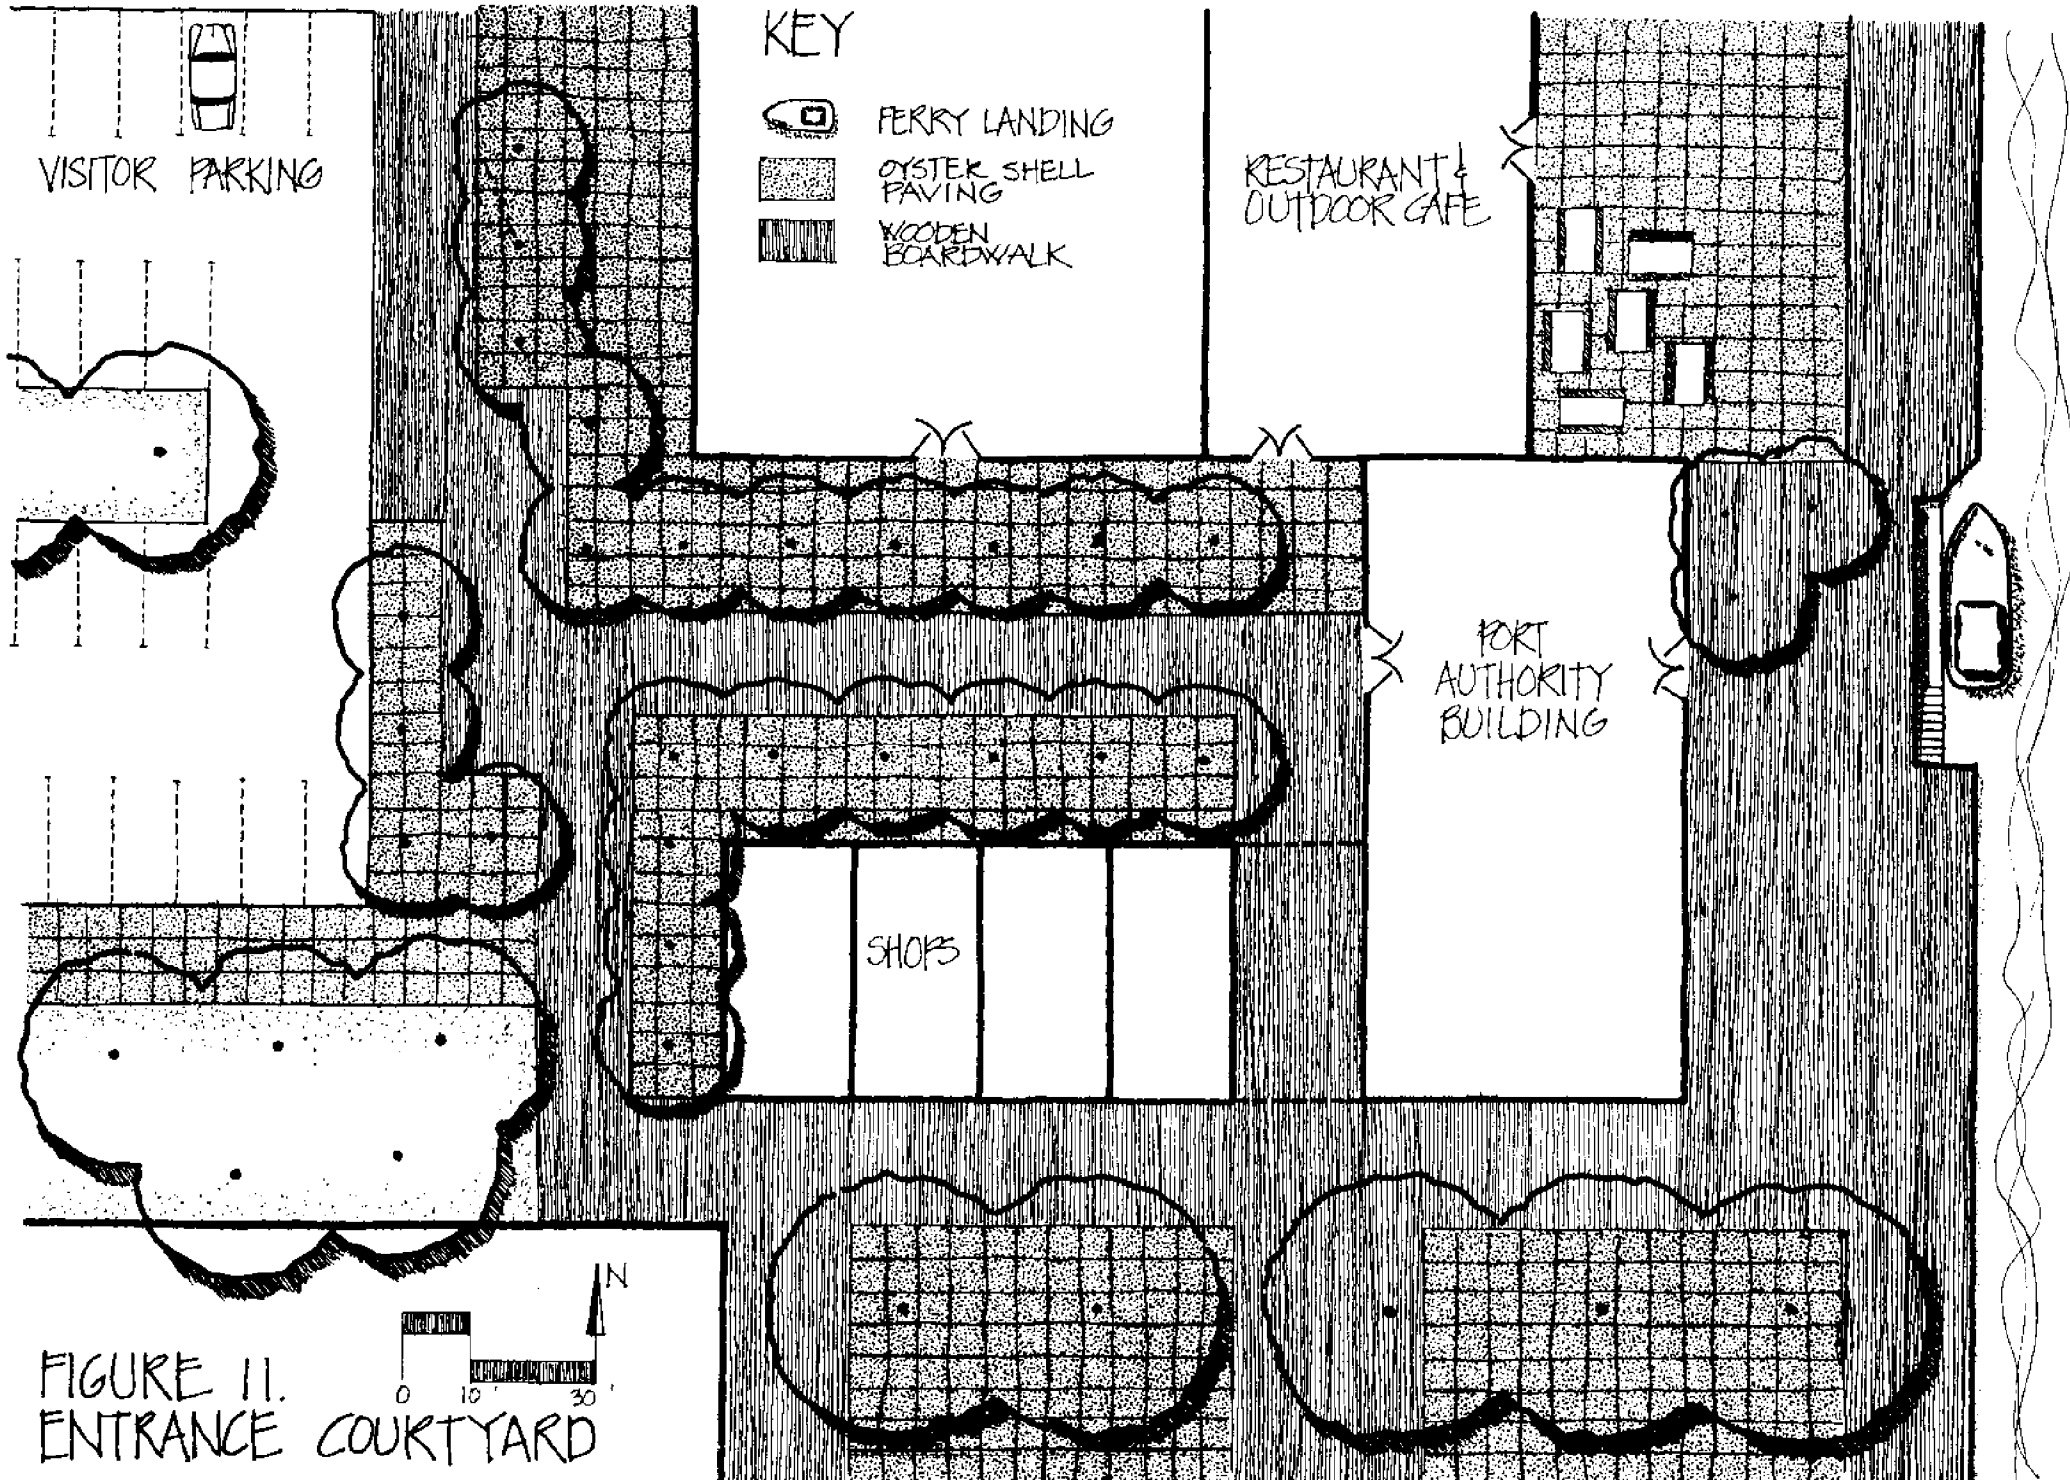 KEY
FERRY LANDING
OYSTER SHELL
PAVING
WOODEN
BOARDWALK
VISITOR PARKING
RESTAURANT &
OUTDOOR CAFE
PORT
AUTHORITY
BUILDING
SHOPS
N
0 10' 30'
FIGURE 11.
ENTRANCE COURTYARD